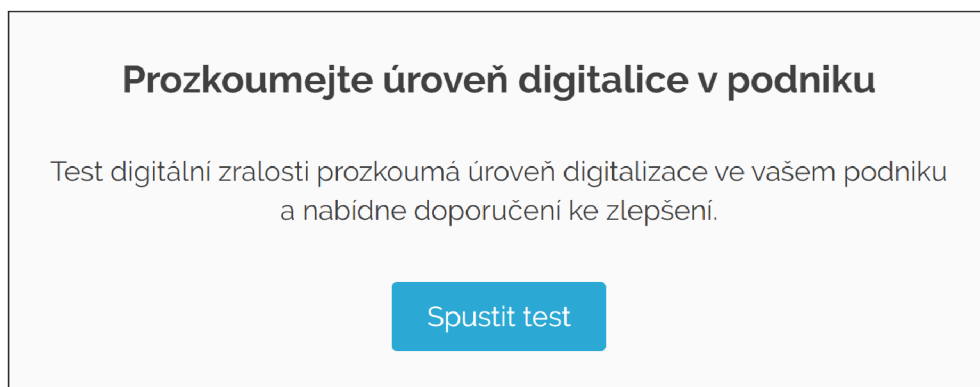 Prozkoumejte úroveň digitalice v podniku
Test digitální zralosti prozkoumá úroveň digitalizace ve vašem podniku
a nabídne doporučení ke zlepšení.
Spustit test